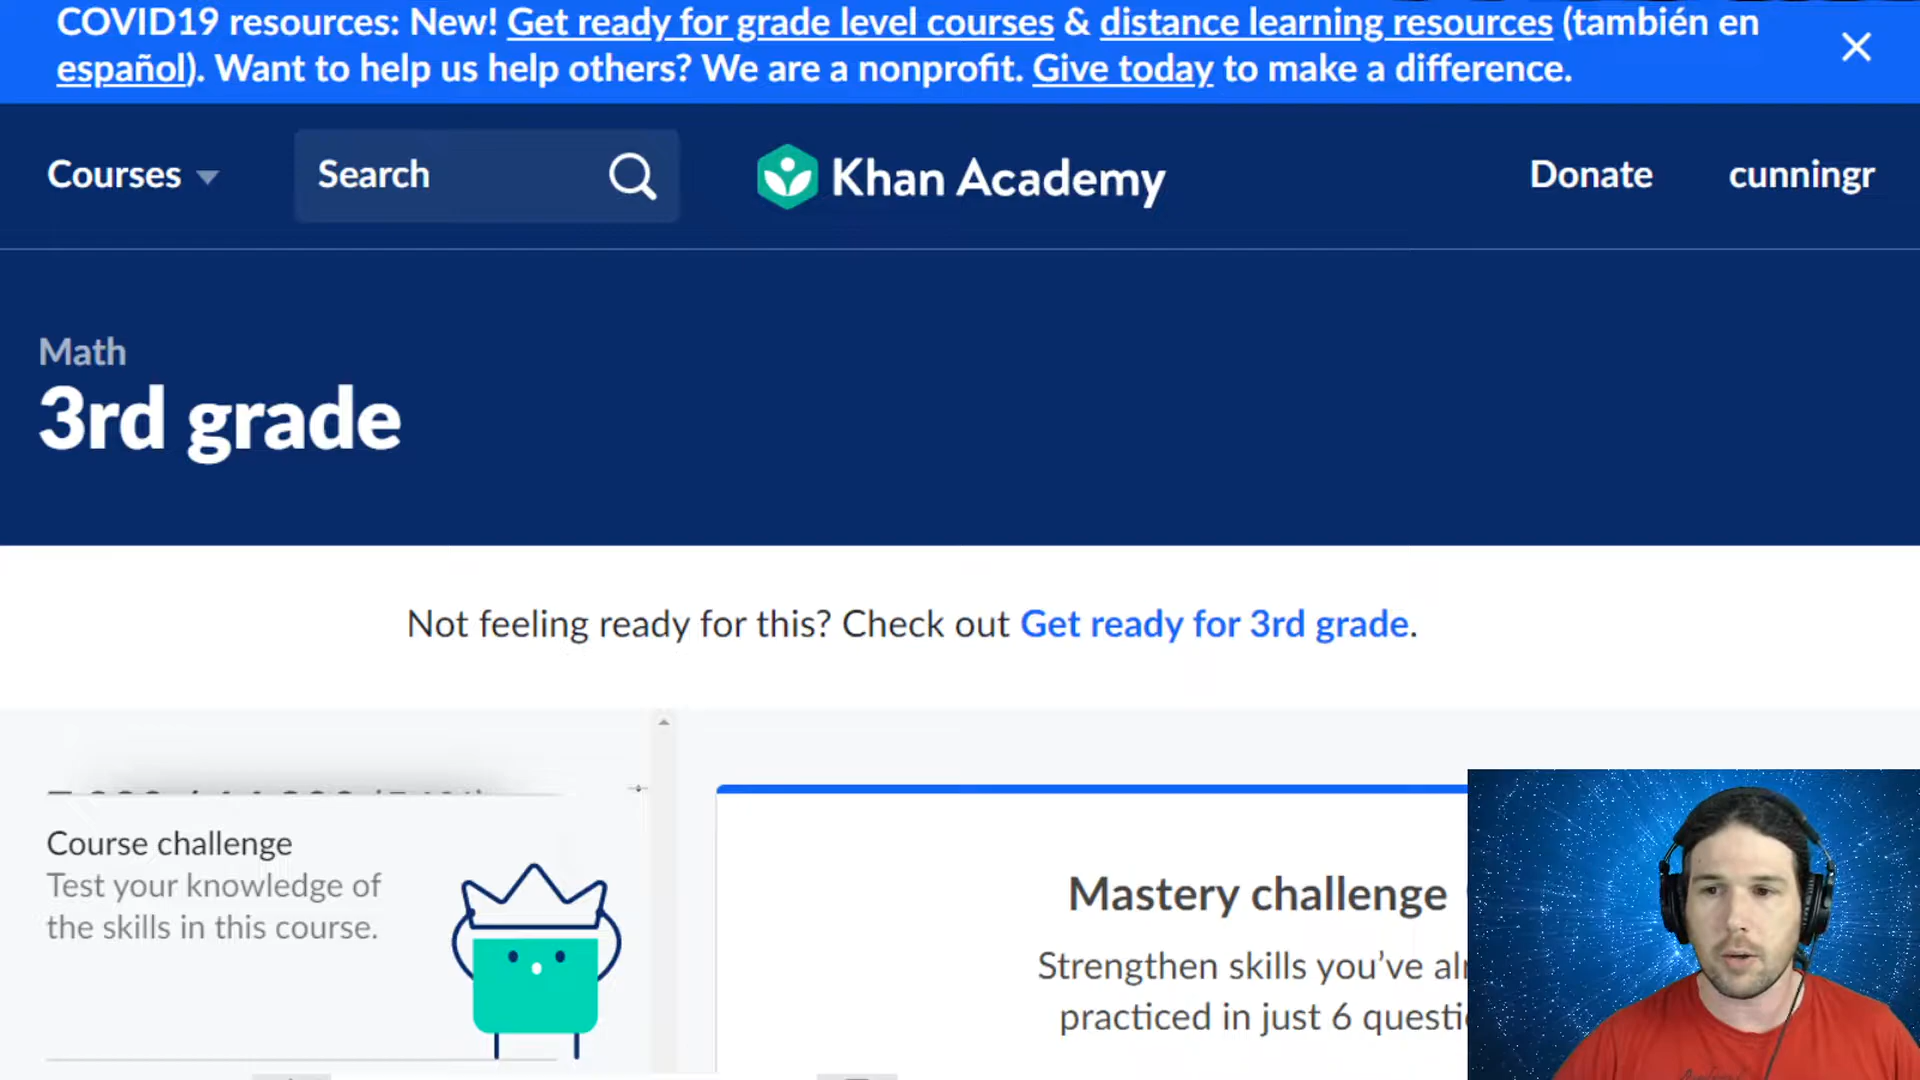 COVID19 resources: New! Get ready for grade level courses & distance learning resources (también en
español). Want to help us help others? We are a nonprofit. Give today to make a difference.
Courses
Search
Khan Academy
Donate
cunningr
Math
3rd grade
Not feeling ready for this? Check out Get ready for 3rd grade.
Course challenge
Test your knowledge of
the skills in this course.
Mastery challenge
Strengthen skills you've
practiced in just 6